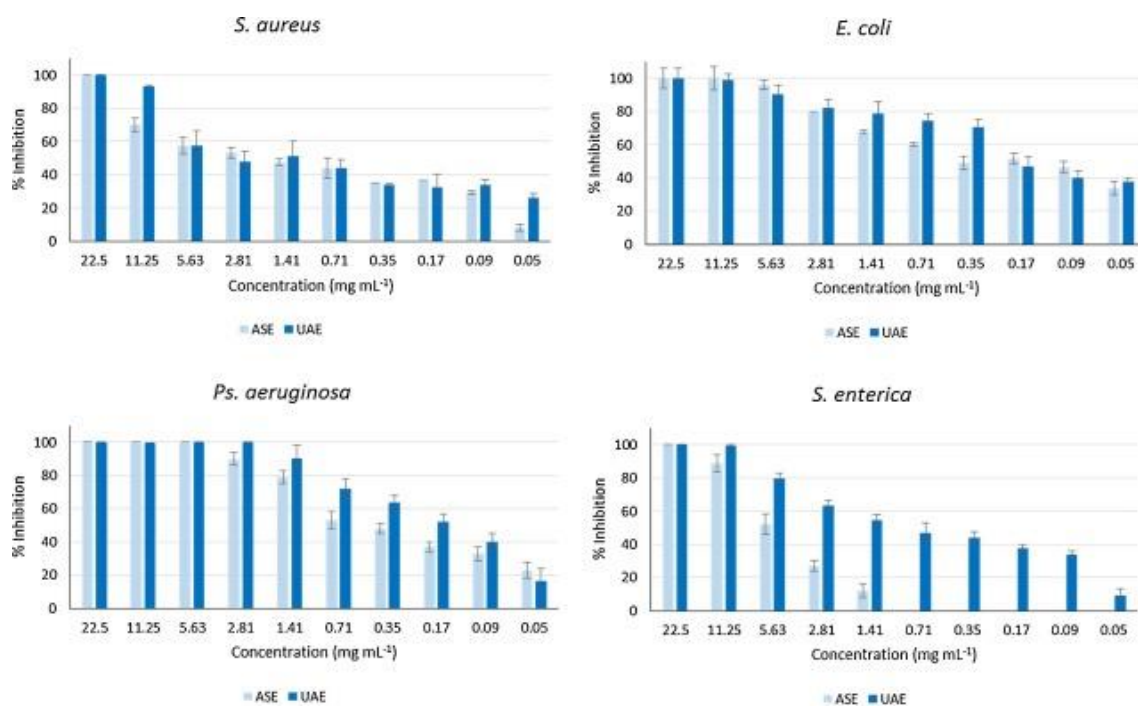 S. aureus
% Inhibition
100
80
60
40
20
0
22.5 11.25 5.63 2.81 1.41 0.71 0.35 0.17 0.09 0.05
Concentration (mg mL⁻¹)
ASE UAE
E. coli
% Inhibition
100
80
60
40
20
0
22.5 11.25 5.63 2.81 1.41 0.71 0.35 0.17 0.09 0.05
Concentration (mg mL⁻¹)
ASE UAE
Ps. aeruginosa
% Inhibition
100
80
60
40
20
0
22.5 11.25 5.63 2.81 1.41 0.71 0.35 0.17 0.09 0.05
Concentration (mg mL⁻¹)
ASE UAE
S. enterica
% Inhibition
100
80
60
40
20
0
22.5 11.25 5.63 2.81 1.41 0.71 0.35 0.17 0.09 0.05
Concentration (mg mL⁻¹)
ASE UAE